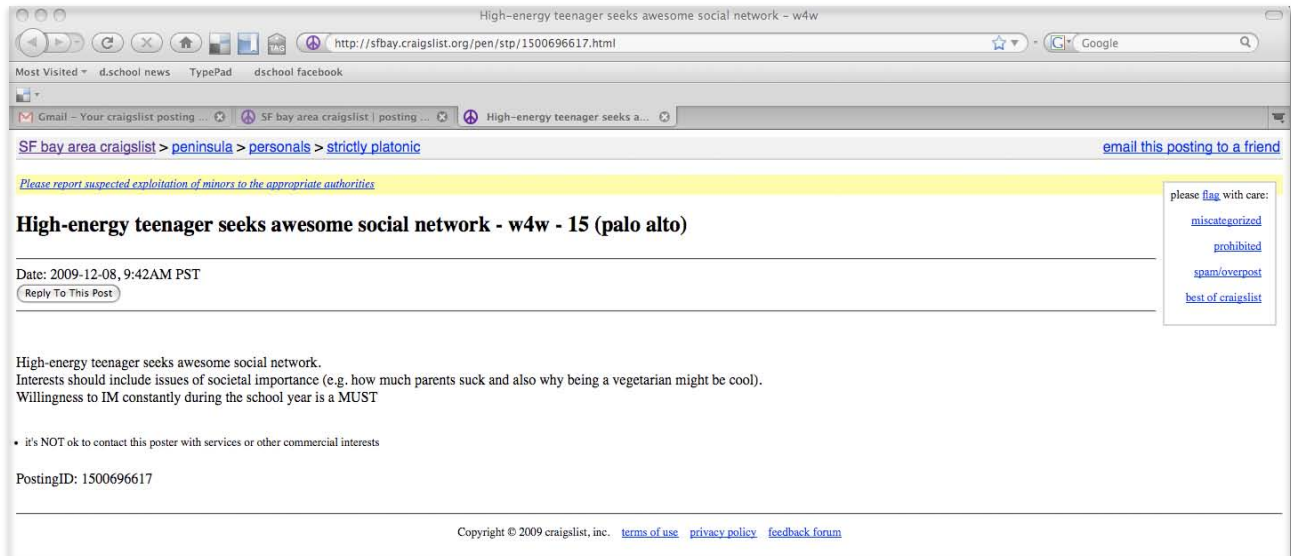 High-energy teenager seeks awesome social network - w4w
TAG
http://sfbay.craigslist.org/pen/stp/1500696617.html
G
Google
Most Visited
d.school news
TypePad
dschool facebook
Gmail - Your craigslist posting ...
SF bay area craigslist | posting ...
High-energy teenager seeks a...
SF bay area craigslist > peninsula > personals > strictly platonic
email this posting to a friend
Please report suspected exploitation of minors to the appropriate authorities
please flag with care:
miscategorized
prohibited
spam/overpost
best of craigslist
High-energy teenager seeks awesome social network - w4w - 15 (palo alto)
Date: 2009-12-08, 9:42AM PST
Reply To This Post
High-energy teenager seeks awesome social network.
Interests should include issues of societal importance (e.g. how much parents suck and also why being a vegetarian might be cool).
Willingness to IM constantly during the school year is a MUST
• it's NOT ok to contact this poster with services or other commercial interests
PostingID: 1500696617
Copyright © 2009 craigslist, inc. terms of use privacy policy feedback forum